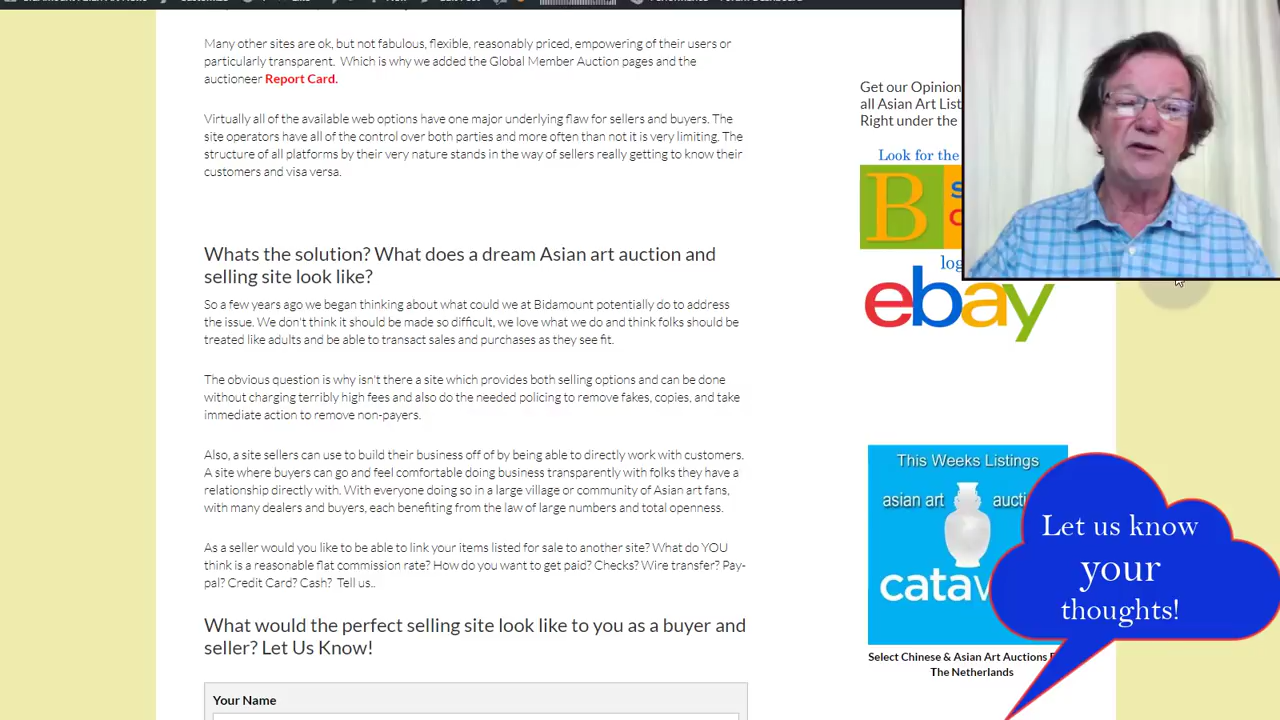 Many other sites are ok, but not fabulous, flexible, reasonably priced, empowering of their users or
particularly transparent.  Which is why we added the Global Member Auction pages and the
auctioneer Report Card.
Virtually all of the available web options have one major underlying flaw for sellers and buyers. The
site operators have all of the control over both parties and more often than not it is very limiting. The
structure of all platforms by their very nature stands in the way of sellers really getting to know their
customers and visa versa.
Whats the solution? What does a dream Asian art auction and
selling site look like?
So a few years ago we began thinking about what could we at Bidamount potentially do to address
the issue. We don't think it should be made so difficult, we love what we do and think folks should be
treated like adults and be able to transact sales and purchases as they see fit.
The obvious question is why isn't there a site which provides both selling options and can be done
without charging terribly high fees and also do the needed policing to remove fakes, copies, and take
immediate action to remove non-payers.
Also, a site sellers can use to build their business off of by being able to directly work with customers.
A site where buyers can go and feel comfortable doing business transparently with folks they have a
relationship directly with. With everyone doing so in a large village or community of Asian art fans,
with many dealers and buyers, each benefiting from the law of large numbers and total openness.
As a seller would you like to be able to link your items listed for sale to another site? What do YOU
think is a reasonable flat commission rate? How do you want to get paid? Checks? Wire transfer? Pay-
pal? Credit Card? Cash?  Tell us..
What would the perfect selling site look like to you as a buyer and
seller? Let Us Know!
Your Name
Get our Opinion
all Asian Art List
Right under the
Look for the
B
log
ebay
This Weeks Listings
asian art auct
cataw
Select Chinese & Asian Art Auctions
The Netherlands
Let us know
your
thoughts!